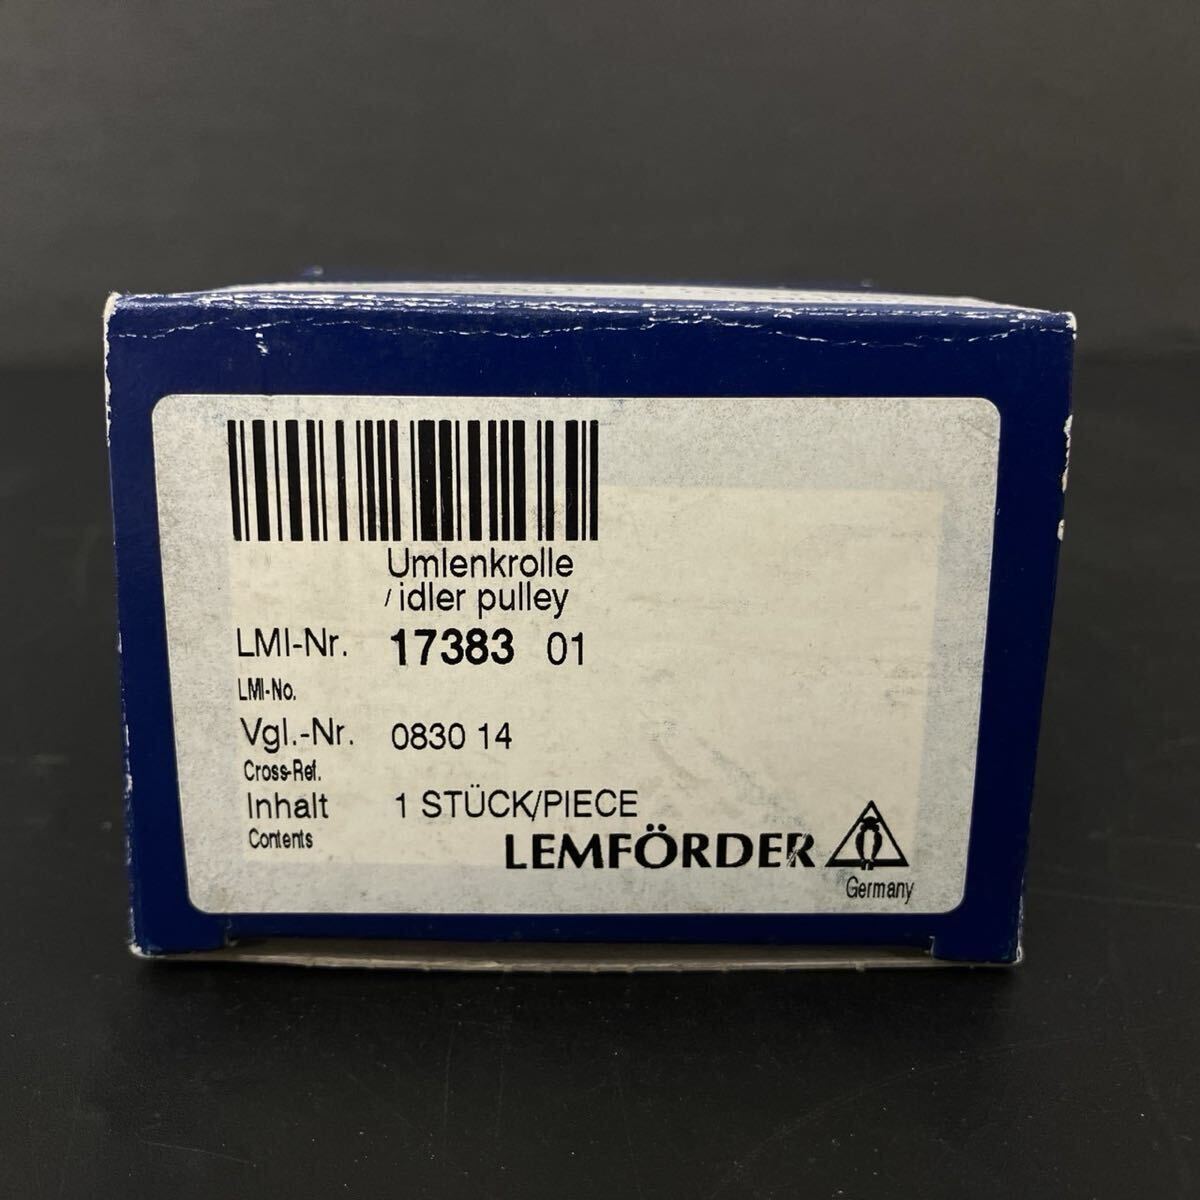 Umlenkrolle
/ idler pulley
LMI-Nr. 17383 01
LMI-No.
Vgl.-Nr. 0830 14
Cross-Ref.
Inhalt 1 STÜCK/PIECE
Contents
LEMFÖRDER
Germany